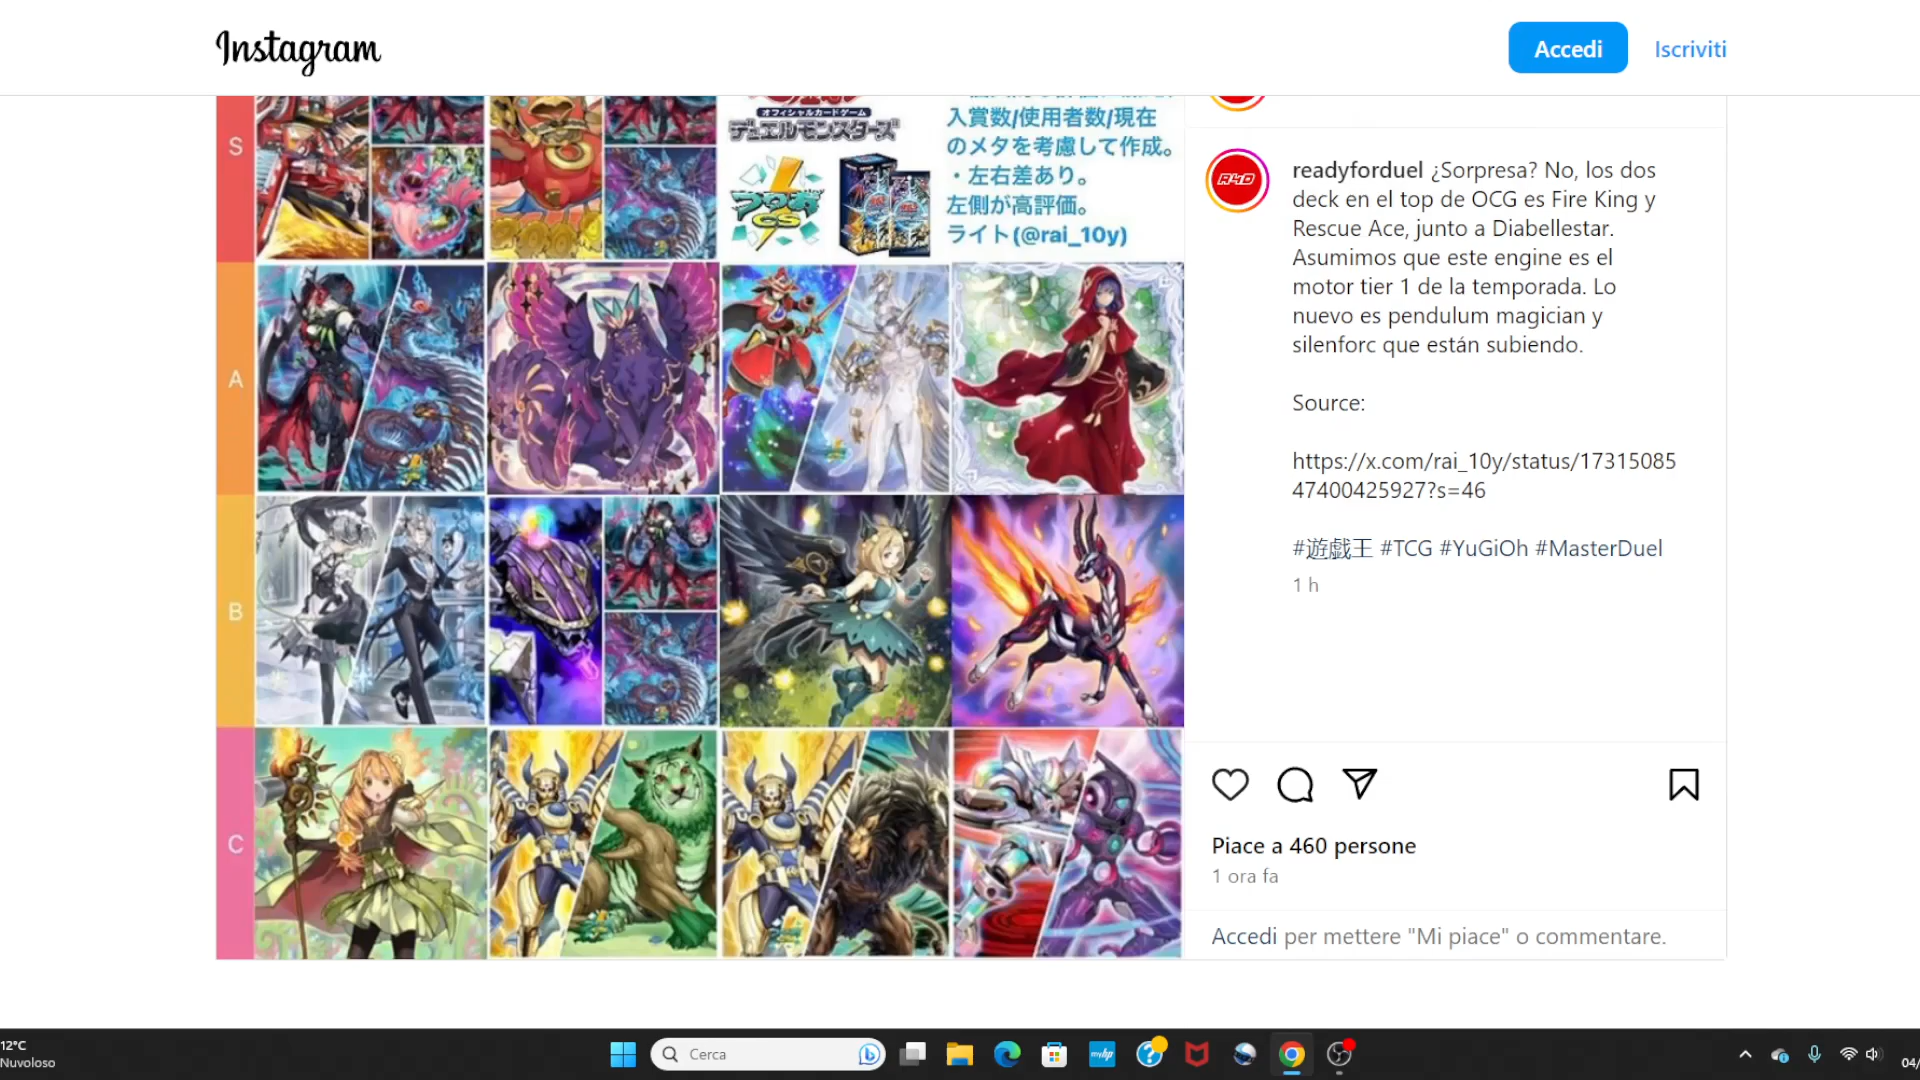 Instagram
Accedi
Iscriviti
S
オフィシャルカードゲーム
デュエルモンスターズ
CS
入賞数/使用者数/現在
のメタを考慮して作成。
・左右差あり。
左側が高評価。
ライト(@rai_10y)
A
B
C
R4D
readyforduel ¿Sorpresa? No, los dos
deck en el top de OCG es Fire King y
Rescue Ace, junto a Diabellestar.
Asumimos que este engine es el
motor tier 1 de la temporada. Lo
nuevo es pendulum magician y
silenforc que están subiendo.
Source:
https://x.com/rai_10y/status/17315085
47400425927?s=46
#遊戯王 #TCG #YuGiOh #MasterDuel
1 h
Piace a 460 persone
1 ora fa
Accedi per mettere "Mi piace" o commentare.
12°C
Nuvoloso
Cerca
myhp
04/